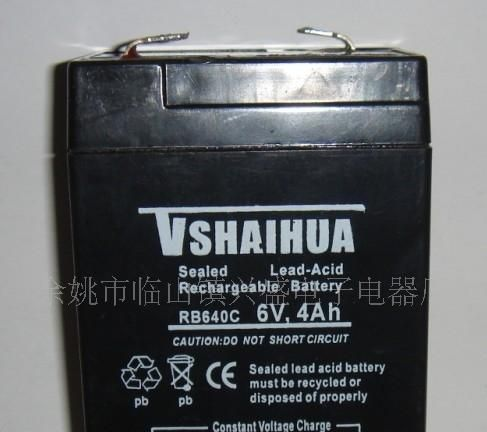 VSHAIHUA
Sealed Lead-Acid
Rechargeable Battery
余姚市临山镇兴盛电子电器厂
RB640C 6V, 4Ah
CAUTION:DO NOT SHORT CIRCUIT
Sealed lead acid battery
must be recycled or
disposed of properly
pb pb
Constant Voltage Charge